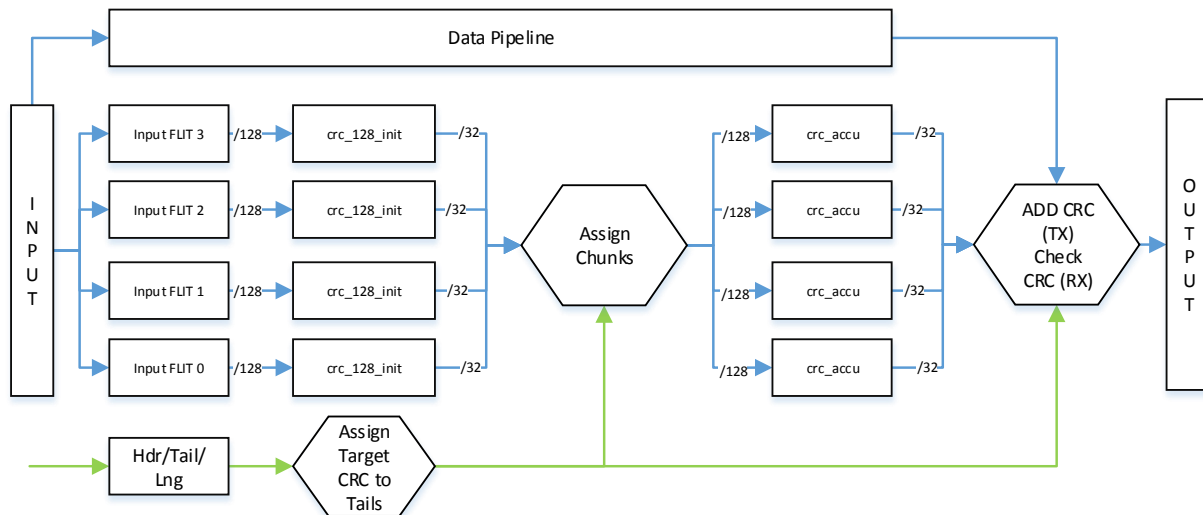 Data Pipeline
I
N
P
U
T
Input FLIT 3
/128
crc_128_init
/32
Input FLIT 2
/128
crc_128_init
/32
Input FLIT 1
/128
crc_128_init
/32
Input FLIT 0
/128
crc_128_init
/32
Assign
Chunks
/128
crc_accu
/32
/128
crc_accu
/32
/128
crc_accu
/32
/128
crc_accu
/32
ADD CRC
(TX)
Check
CRC (RX)
O
U
T
P
U
T
Hdr/Tail/
Lng
Assign
Target
CRC to
Tails